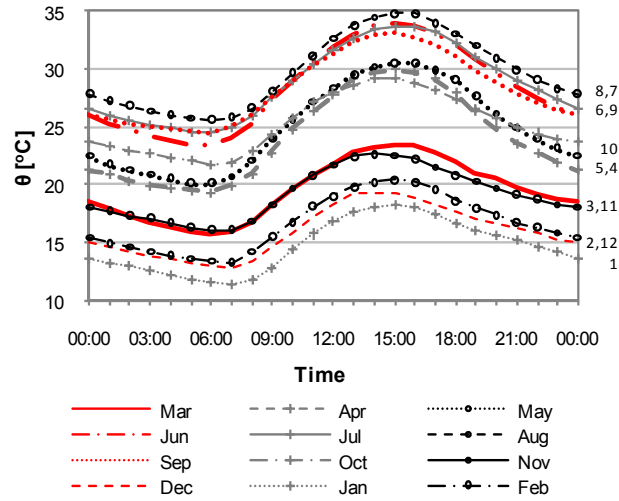 35
30
25
20
15
10
θ [°C]
8,7
6,9
10
5,4
3,11
2,12
1
00:00 03:00 06:00 09:00 12:00 15:00 18:00 21:00 00:00
Time
Mar Apr May
Jun Jul Aug
Sep Oct Nov
Dec Jan Feb